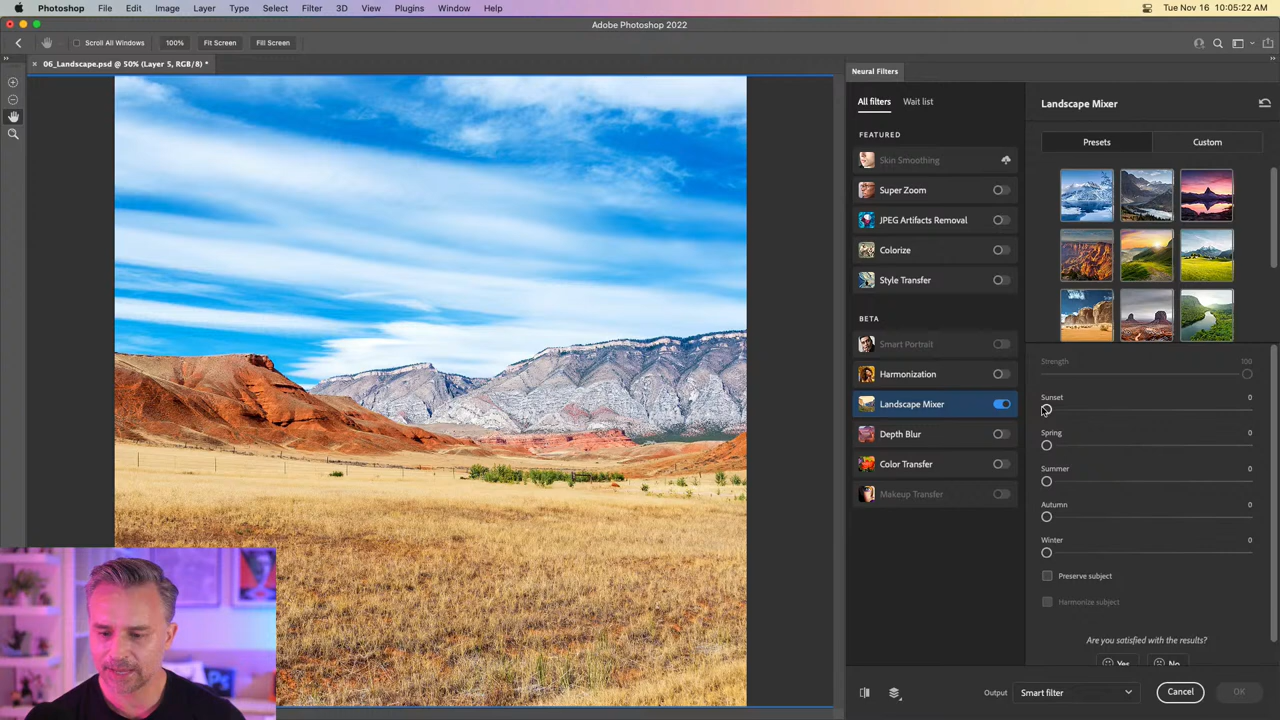 Photoshop File Edit Image Layer Type Select Filter 3D View Plugins Window Help Tue Nov 16 10:05:22 AM
Adobe Photoshop 2022
Scroll All Windows 100% Fit Screen Fill Screen
06_Landscape.psd @ 50% (Layer 5, RGB/8) *
Neural Filters
All filters Wait list
FEATURED
Skin Smoothing
Super Zoom
JPEG Artifacts Removal
Colorize
Style Transfer
BETA
Smart Portrait
Harmonization
Landscape Mixer
Depth Blur
Color Transfer
Makeup Transfer
Landscape Mixer
Presets Custom
Strength 100
Sunset 0
Spring 0
Summer 0
Autumn 0
Winter 0
Preserve subject
Harmonize subject
Are you satisfied with the results?
Yes No
Output Smart filter Cancel OK